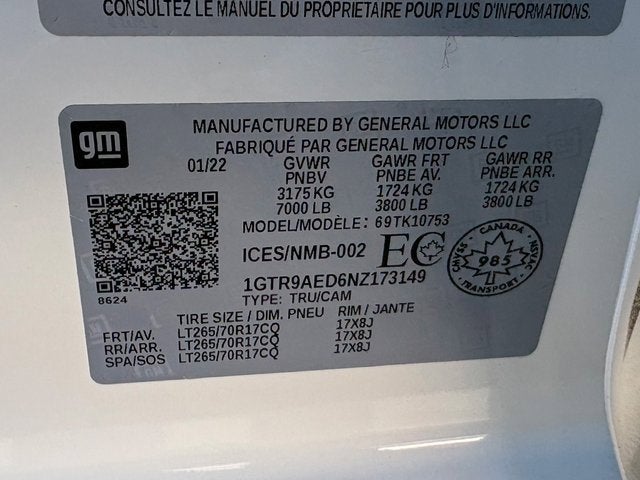 CONSULTEZ LE MANUEL DU PROPRIETAIRE POUR PLUS D'INFORMATIONS.
gm
MANUFACTURED BY GENERAL MOTORS LLC
FABRIQUÉ PAR GENERAL MOTORS LLC
01/22 GVWR GAWR FRT GAWR RR
PNBV PNBE AV. PNBE ARR.
3175 KG 1724 KG 1724 KG
7000 LB 3800 LB 3800 LB
MODEL/MODÈLE: 69TK10753
ICES/NMB-002 EC
CANADA
CMVSS - NSVAC
985
TRANSPORT
1GTR9AED6NZ173149
8624
TYPE: TRU/CAM
TIRE SIZE / DIM. PNEU RIM / JANTE
FRT/AV. LT265/70R17CQ 17X8J
RR/ARR. LT265/70R17CQ 17X8J
SPA/SOS LT265/70R17CQ 17X8J